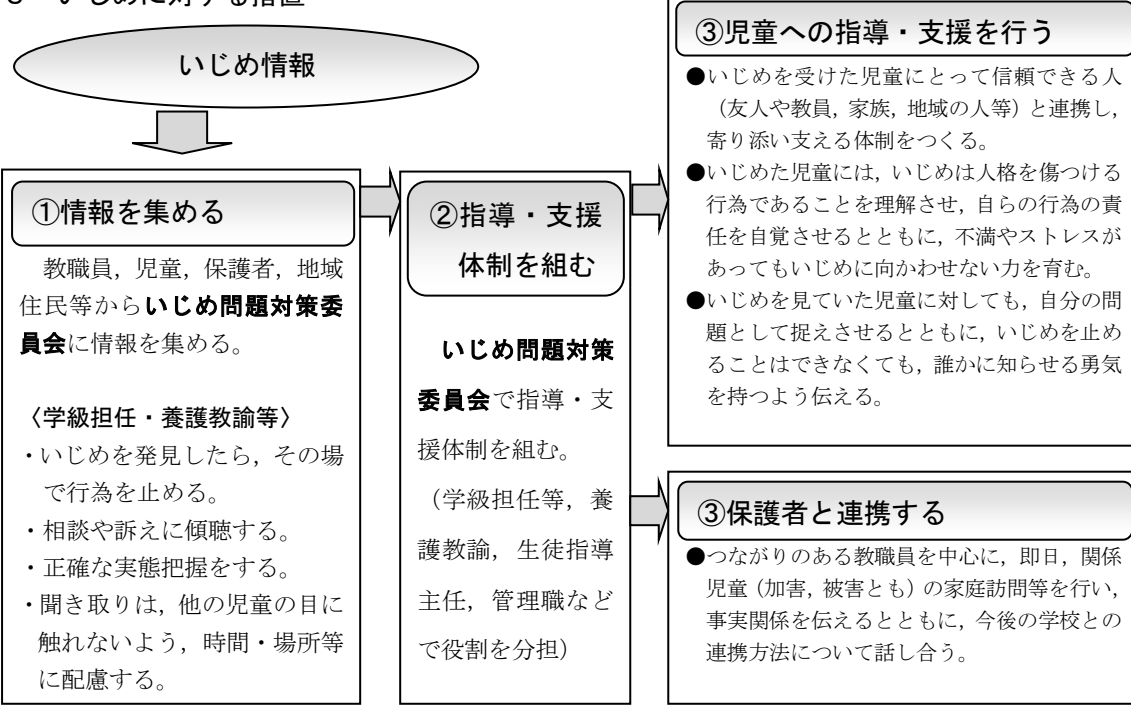 いじめに対する措置
いじめ情報
①情報を集める
教職員，児童，保護者，地域
住民等からいじめ問題対策委
員会に情報を集める。
〈学級担任・養護教諭等〉
・いじめを発見したら，その場
で行為を止める。
・相談や訴えに傾聴する。
・正確な実態把握をする。
・聞き取りは，他の児童の目に
触れないよう，時間・場所等
に配慮する。
②指導・支援
体制を組む
いじめ問題対策
委員会で指導・支
援体制を組む。
（学級担任等，養
護教諭，生徒指導
主任，管理職など
で役割を分担）
③児童への指導・支援を行う
●いじめを受けた児童にとって信頼できる人
（友人や教員，家族，地域の人等）と連携し，
寄り添い支える体制をつくる。
●いじめた児童には，いじめは人格を傷つける
行為であることを理解させ，自らの行為の責
任を自覚させるとともに，不満やストレスが
あってもいじめに向かわせない力を育む。
●いじめを見ていた児童に対しても，自分の問
題として捉えさせるとともに，いじめを止め
ることはできなくても，誰かに知らせる勇気
を持つよう伝える。
③保護者と連携する
●つながりのある教職員を中心に，即日，関係
児童（加害，被害とも）の家庭訪問等を行い，
事実関係を伝えるとともに，今後の学校との
連携方法について話し合う。